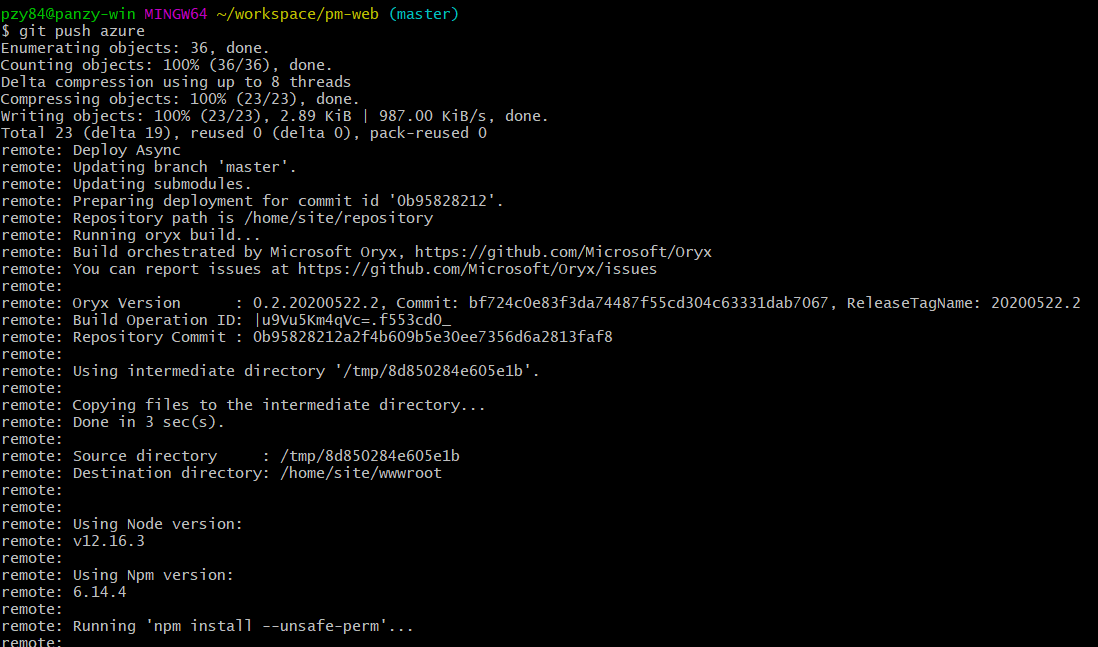 pzy84@panzy-win MINGW64 ~/workspace/pm-web (master)
$ git push azure
Enumerating objects: 36, done.
Counting objects: 100% (36/36), done.
Delta compression using up to 8 threads
Compressing objects: 100% (23/23), done.
Writing objects: 100% (23/23), 2.89 KiB | 987.00 KiB/s, done.
Total 23 (delta 19), reused 0 (delta 0), pack-reused 0
remote: Deploy Async
remote: Updating branch 'master'.
remote: Updating submodules.
remote: Preparing deployment for commit id '0b95828212'.
remote: Repository path is /home/site/repository
remote: Running oryx build...
remote: Build orchestrated by Microsoft Oryx, https://github.com/Microsoft/Oryx
remote: You can report issues at https://github.com/Microsoft/Oryx/issues
remote:
remote: Oryx Version      : 0.2.20200522.2, Commit: bf724c0e83f3da74487f55cd304c63331dab7067, ReleaseTagName: 20200522.2
remote: Build Operation ID: |u9Vu5Km4qVc=.f553cd0_
remote: Repository Commit : 0b95828212a2f4b609b5e30ee7356d6a2813faf8
remote:
remote: Using intermediate directory '/tmp/8d850284e605e1b'.
remote:
remote: Copying files to the intermediate directory...
remote: Done in 3 sec(s).
remote:
remote: Source directory     : /tmp/8d850284e605e1b
remote: Destination directory: /home/site/wwwroot
remote:
remote:
remote: Using Node version:
remote: v12.16.3
remote:
remote: Using Npm version:
remote: 6.14.4
remote:
remote: Running 'npm install --unsafe-perm'...
remote: